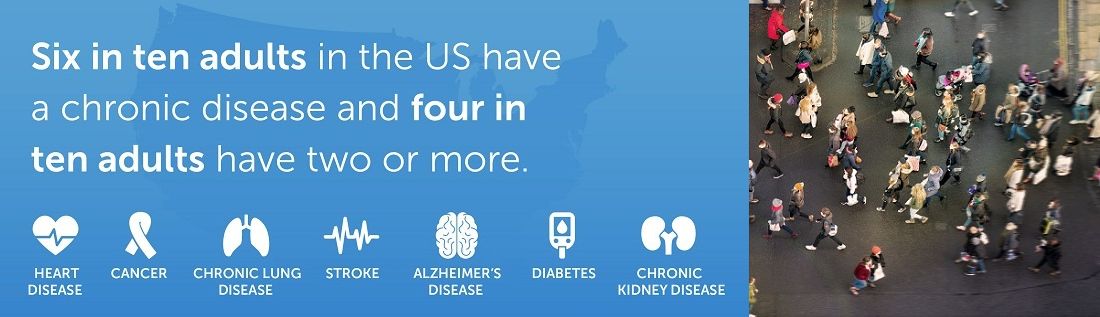 Six in ten adults in the US have
a chronic disease and four in
ten adults have two or more.
HEART
DISEASE
CANCER
CHRONIC LUNG
DISEASE
STROKE
ALZHEIMER'S
DISEASE
DIABETES
CHRONIC
KIDNEY DISEASE